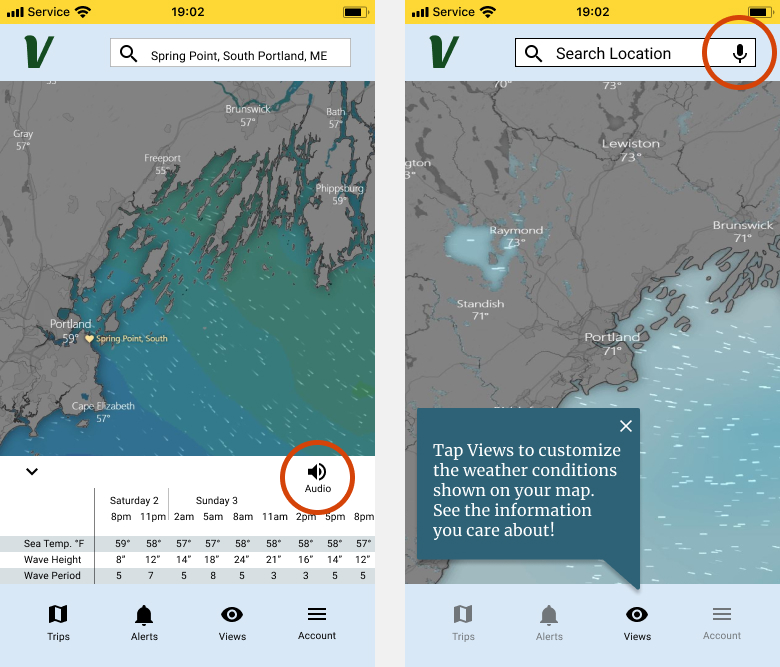 Service
19:02
V
Spring Point, South Portland, ME
Brunswick
57°
Bath
57°
Gray
57°
Freeport
55°
Phippsburg
59°
Portland
59°
Spring Point, South
Cape Elizabeth
57°
Audio
Saturday 2
Sunday 3
8pm 11pm 2am 5am 8am 11am 2pm 5pm 8pm
Sea Temp. °F 59° 58° 57° 57° 58° 58° 58° 58° 57°
Wave Height 8” 12” 14” 18” 24” 21” 16” 14” 12”
Wave Period 5 7 5 8 5 3 3 5 5
Trips
Alerts
Views
Account
Service
19:02
V
Search Location
70°
73°
Lewiston
73°
gton
3°
Raymond
73°
Brunswick
71°
Standish
71°
Portland
71°
Tap Views to customize
the weather conditions
shown on your map.
See the information
you care about!
Trips
Alerts
Views
Account